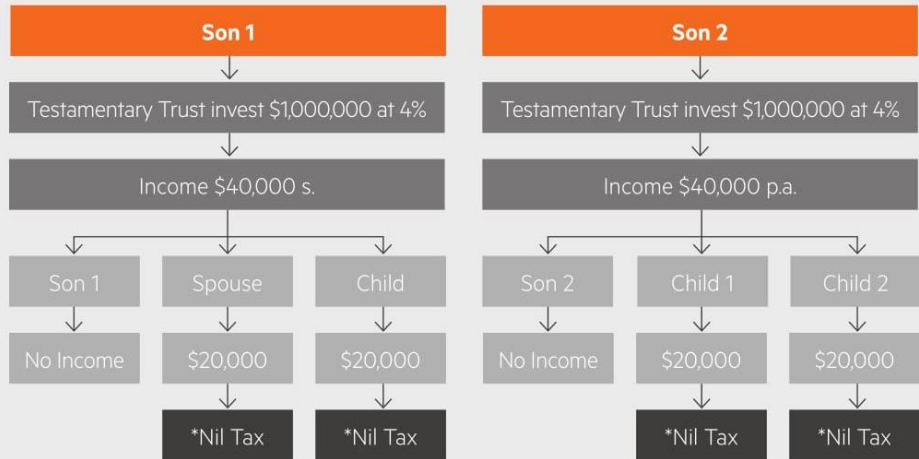 Son 1
Testamentary Trust invest $1,000,000 at 4%
Income $40,000 s.
Son 1
Spouse
Child
No Income
$20,000
$20,000
*Nil Tax
*Nil Tax
Son 2
Testamentary Trust invest $1,000,000 at 4%
Income $40,000 p.a.
Son 2
Child 1
Child 2
No Income
$20,000
$20,000
*Nil Tax
*Nil Tax